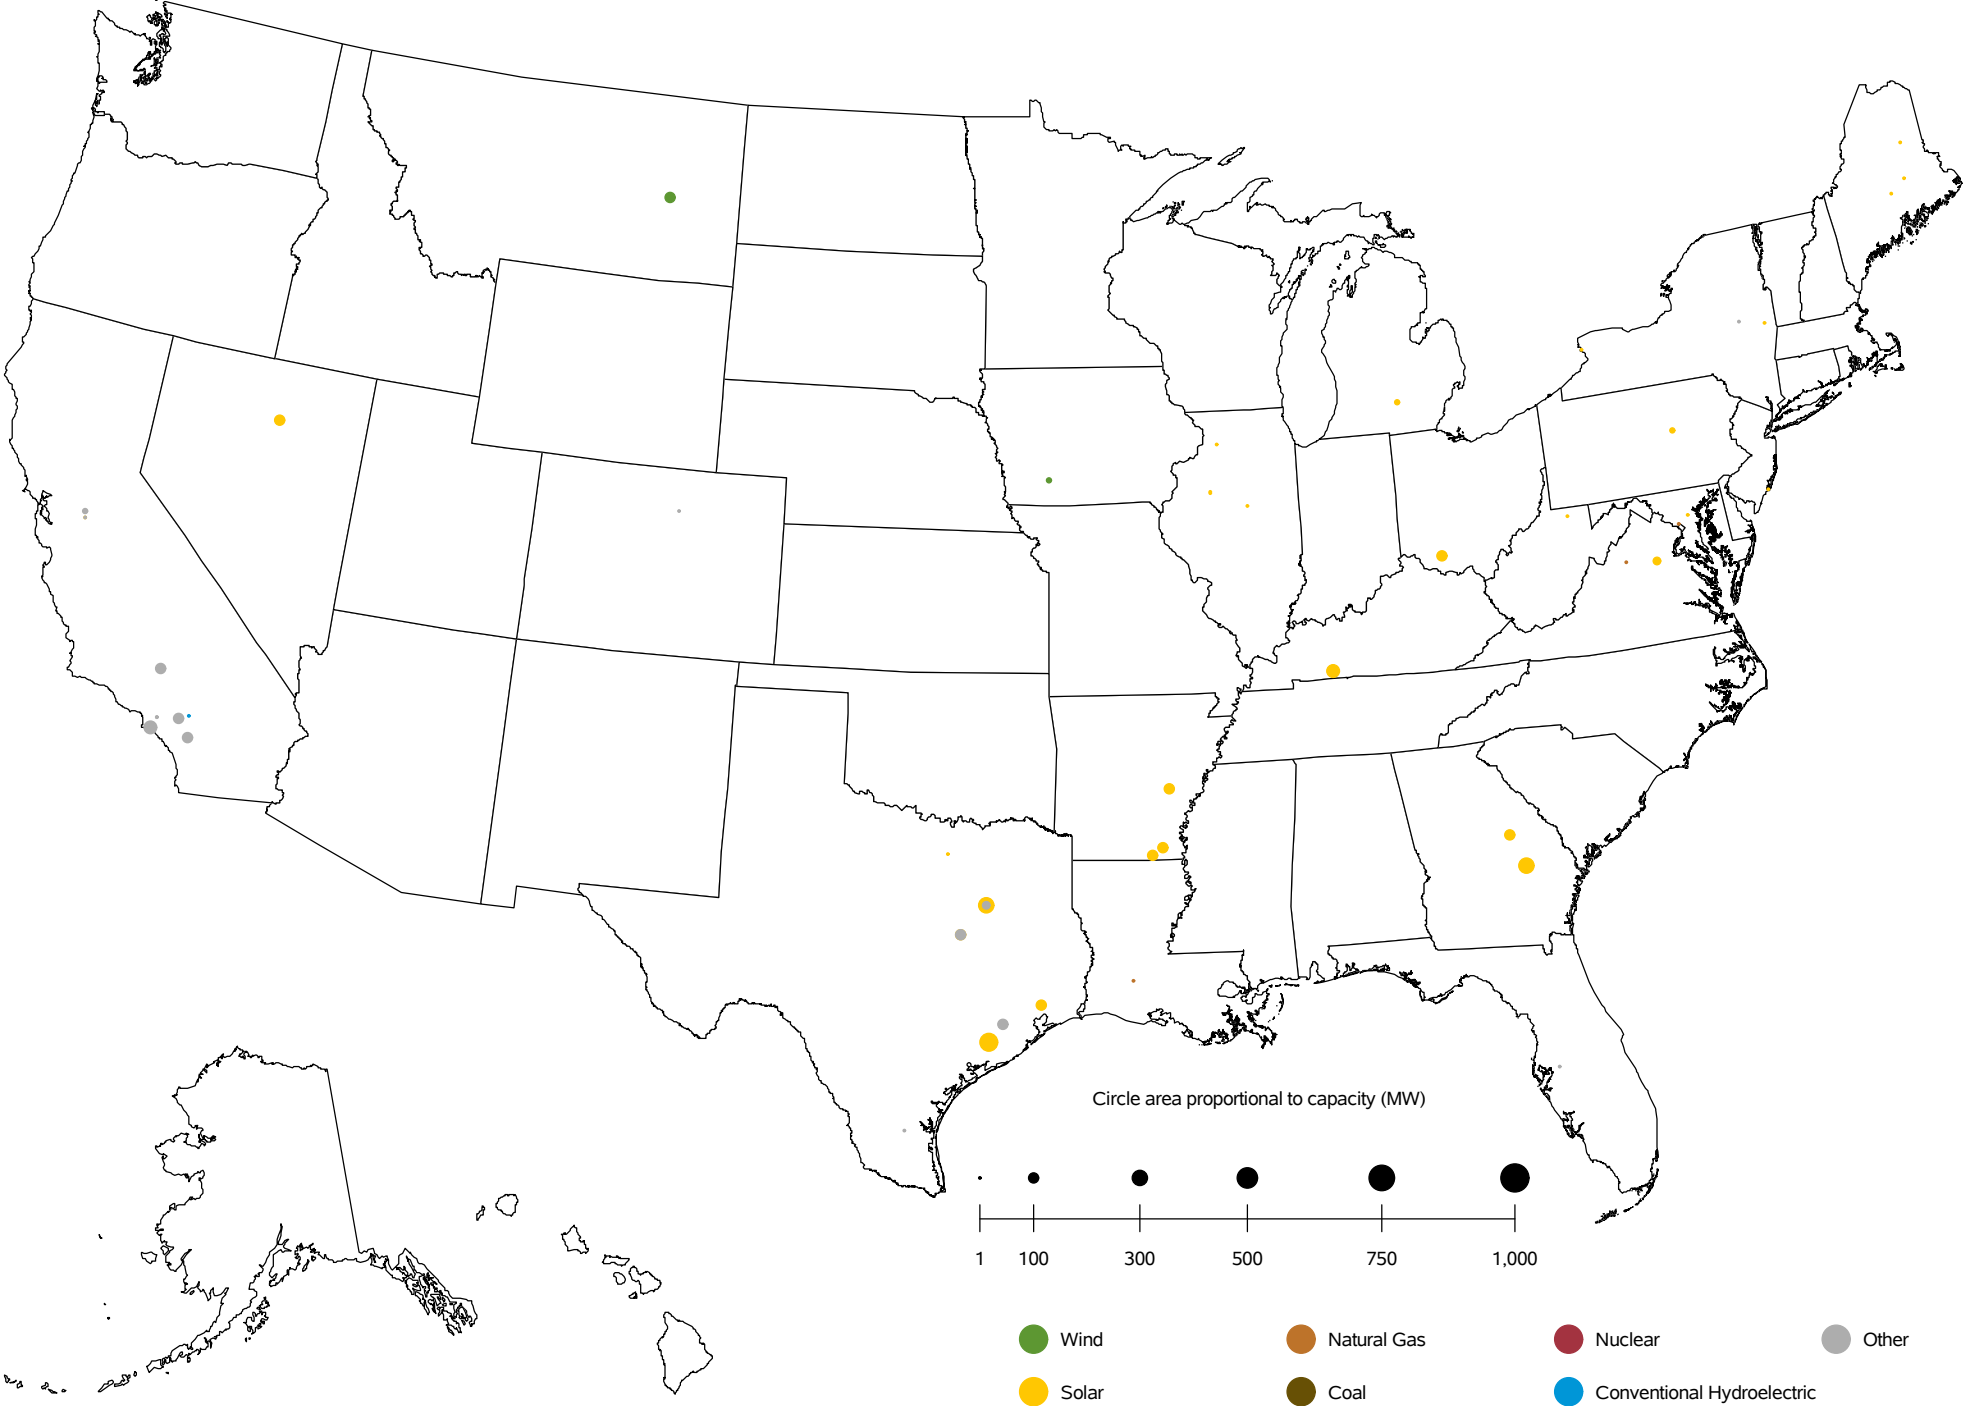 Circle area proportional to capacity (MW)
1 100 300 500 750 1,000
Wind Natural Gas Nuclear Other
Solar Coal Conventional Hydroelectric